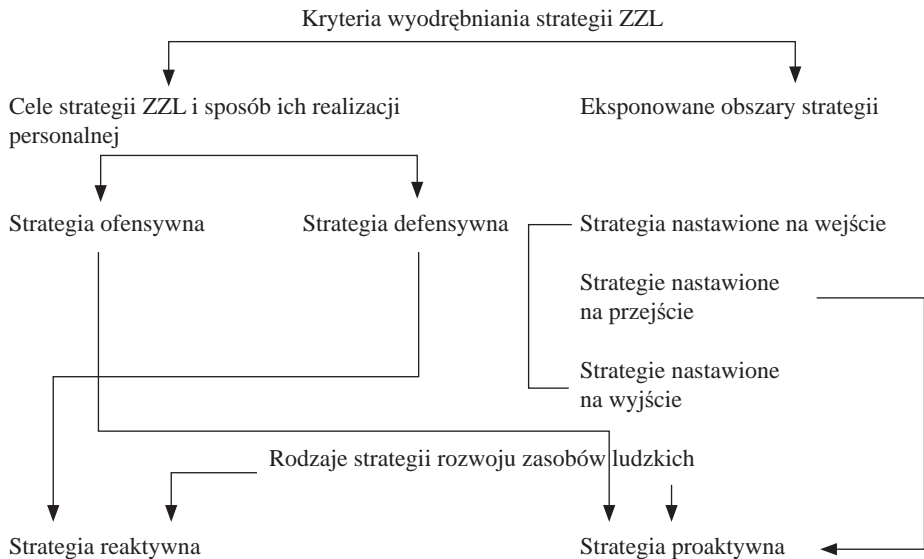 Kryteria wyodrębniania strategii ZZL
Cele strategii ZZL i sposób ich realizacji
personalnej
Eksponowane obszary strategii
Strategia ofensywna
Strategia defensywna
Strategia nastawione na wejście
Strategie nastawione
na przejście
Strategie nastawione
na wyjście
Rodzaje strategii rozwoju zasobów ludzkich
Strategia reaktywna
Strategia proaktywna